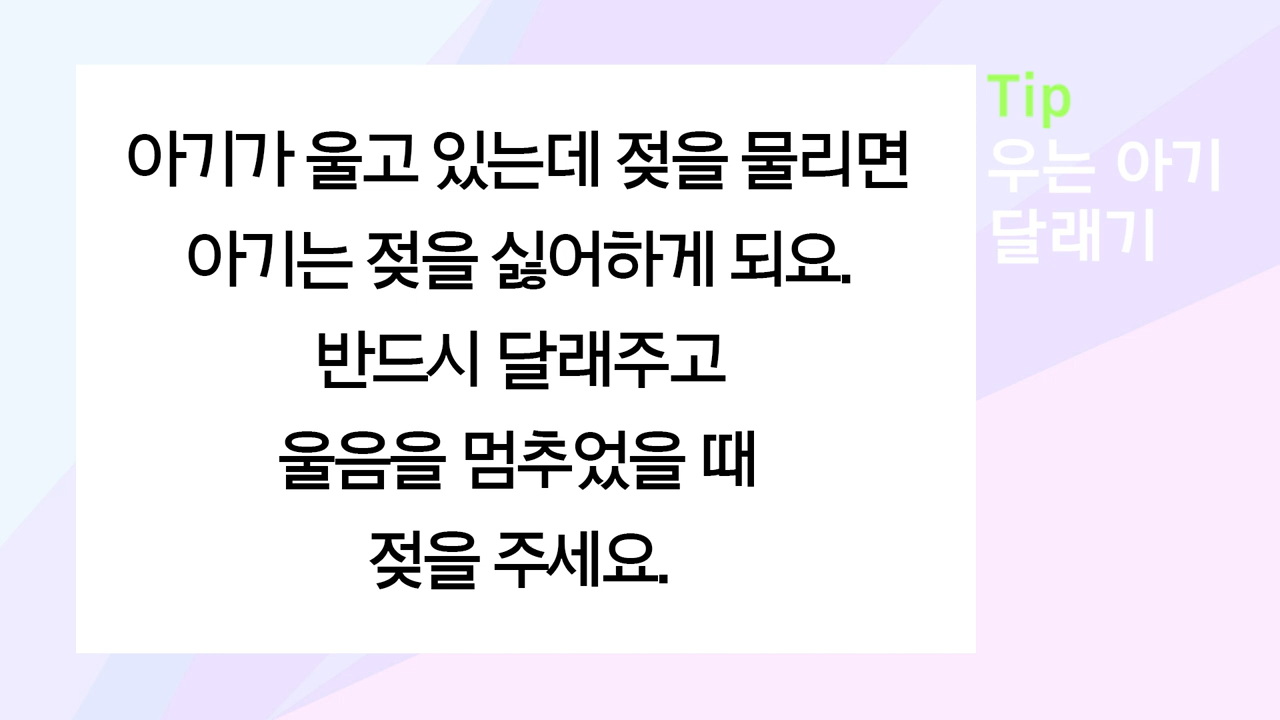 아기가 울고 있는데 젖을 물리면
아기는 젖을 싫어하게 되요.
반드시 달래주고
울음을 멈추었을 때
젖을 주세요.
Tip
우는 아기
달래기